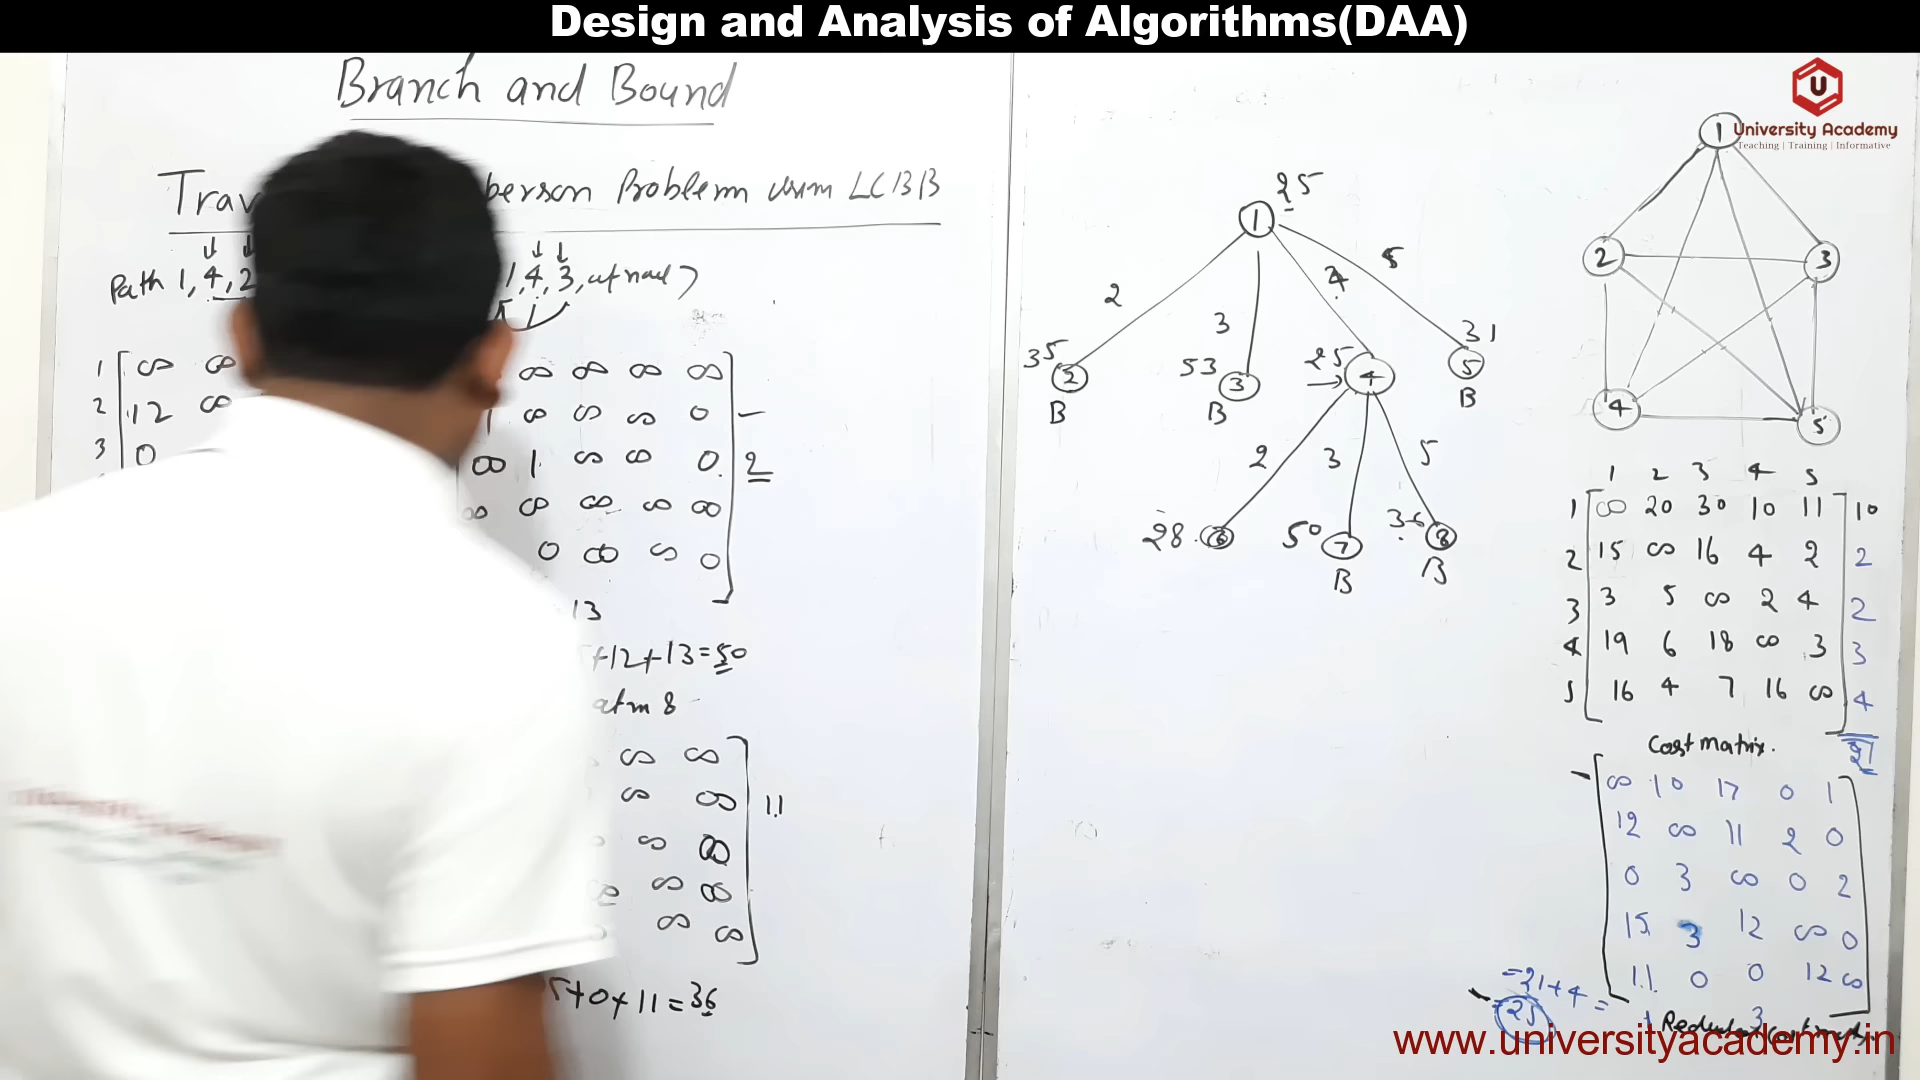 Design and Analysis of Algorithms(DAA)
Branch and Bound
Trav person Problem LCBB
Path 1, 4, 2
1, 4, 3,
1 ∞ ∞
2 12 ∞
3 0
∞ ∞ ∞ ∞
1 ∞ ∞ ∞ 0 –
∞ 1 ∞ ∞ 0 2
∞ ∞ ∞ ∞ ∞
0 ∞ ∞ 0
13
+12+13=50
at m 8
∞ ∞
∞ ∞ 11
∞ ∞
∞ ∞
∞ ∞
5+0+11=36
25
1
2 3 4 5
35 2 B
53 3 B
25 4
31 5 B
2 3 5
28 6
50 7 B
36 8 B
U
University Academy
Teaching | Training | Informative
1
2 3
4 5
1 2 3 4 5
1 ∞ 20 30 10 11 10
2 15 ∞ 16 4 2 2
3 3 5 ∞ 2 4 2
4 19 6 18 ∞ 3 3
5 16 4 7 16 ∞ 4
Cost matrix. 21
∞ 10 17 0 1
12 ∞ 11 2 0
0 3 ∞ 0 2
15 3 12 ∞ 0
11 0 0 12 ∞
1 3
=21+4=
=25
www.universityacademy.in